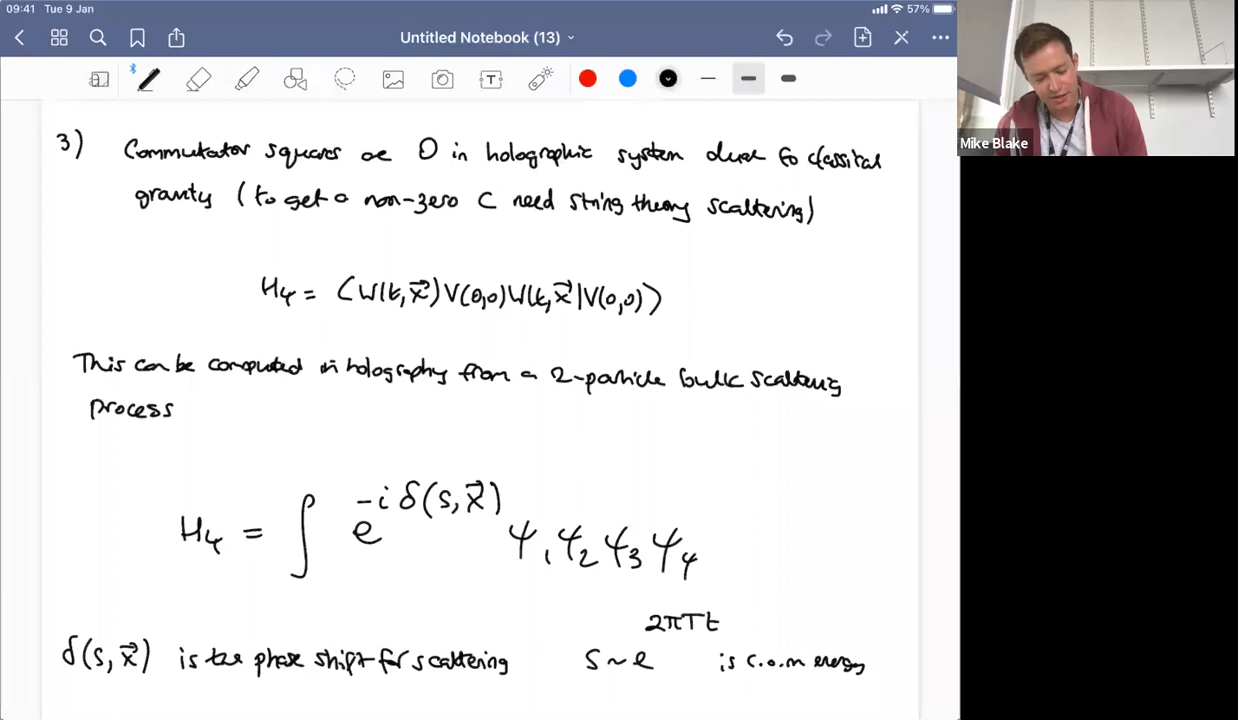 09:41 Tue 9 Jan
57%
Untitled Notebook (13)
Mike Blake
3) Commutator squares are 0 in holographic system due to classical
gravity (to get a non-zero C need string theory scattering)
H₄ = ⟨W(t,x⃗)V(0,0)W(t,x⃗)V(0,0)⟩
This can be computed in holography from a 2-particle bulk scattering
process
H₄ = ∫ e^{-iδ(s,x⃗)} ψ₁ψ₂ψ₃ψ₄
δ(s,x⃗) is the phase shift for scattering s ~ e^{2πTt} is c.o.m energy